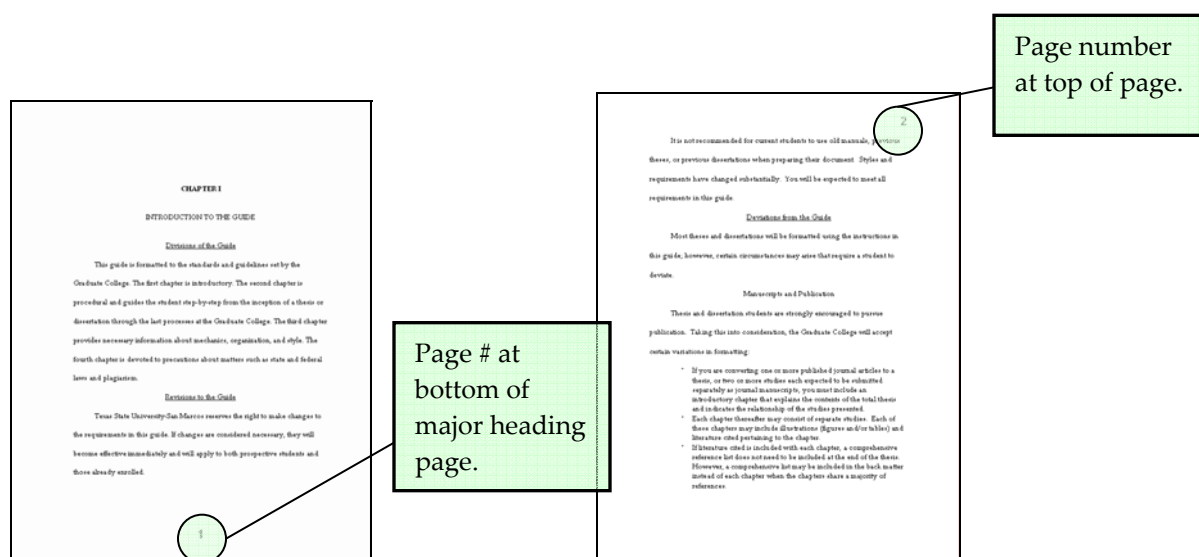 CHAPTER I
INTRODUCTION TO THE GUIDE
Divisions of the Guide
This guide is formatted to the standards and guidelines set by the
Graduate College. The first chapter is introductory. The second chapter is
procedural and guides the student step-by-step from the inception of a thesis or
dissertation through the last processes at the Graduate College. The third chapter
provides necessary information about mechanics, organization, and style. The
fourth chapter is devoted to precautions about matters such as state and federal
laws and plagiarism.
Revisions to the Guide
Texas State University-San Marcos reserves the right to make changes to
the requirements in this guide. If changes are considered necessary, they will
become effective immediately and will apply to both prospective students and
those already enrolled.
1
Page # at
bottom of
major heading
page.
2
It is not recommended for current students to use old manuals, previous
theses, or previous dissertations when preparing their document. Styles and
requirements have changed substantially. You will be expected to meet all
requirements in this guide.
Deviations from the Guide
Most theses and dissertations will be formatted using the instructions in
this guide; however, certain circumstances may arise that require a student to
deviate.
Manuscripts and Publication
Thesis and dissertation students are strongly encouraged to pursue
publication. Taking this into consideration, the Graduate College will accept
certain variations in formatting:
* If you are converting one or more published journal articles to a
thesis, or two or more studies each expected to be submitted
separately as journal manuscripts, you must include an
introductory chapter that explains the contents of the total thesis
and indicates the relationship of the studies presented.
* Each chapter thereafter may consist of separate studies. Each of
these chapters may include illustrations (figures and/or tables) and
literature cited pertaining to the chapter.
* If literature cited is included with each chapter, a comprehensive
reference list does not need to be included at the end of the thesis.
However, a comprehensive list may be included in the back matter
instead of each chapter when the chapters share a majority of
references.
Page number
at top of page.